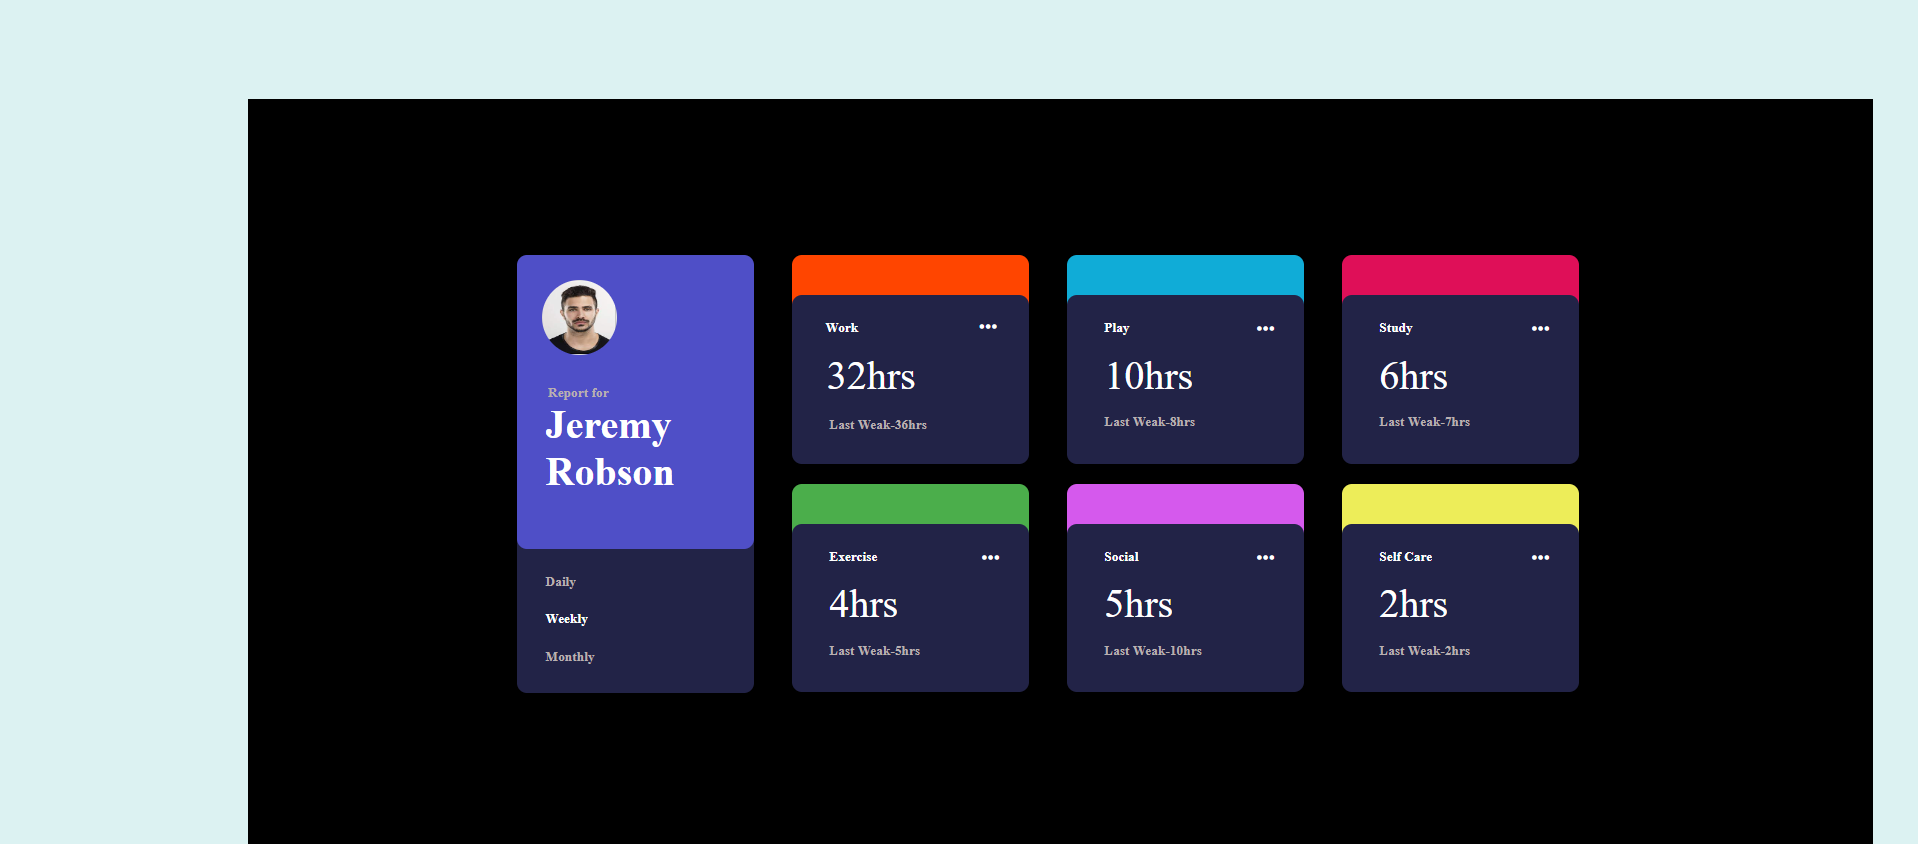 Report for
Jeremy
Robson
Daily
Weekly
Monthly
Work
32hrs
Last Weak-36hrs
Play
10hrs
Last Weak-8hrs
Study
6hrs
Last Weak-7hrs
Exercise
4hrs
Last Weak-5hrs
Social
5hrs
Last Weak-10hrs
Self Care
2hrs
Last Weak-2hrs